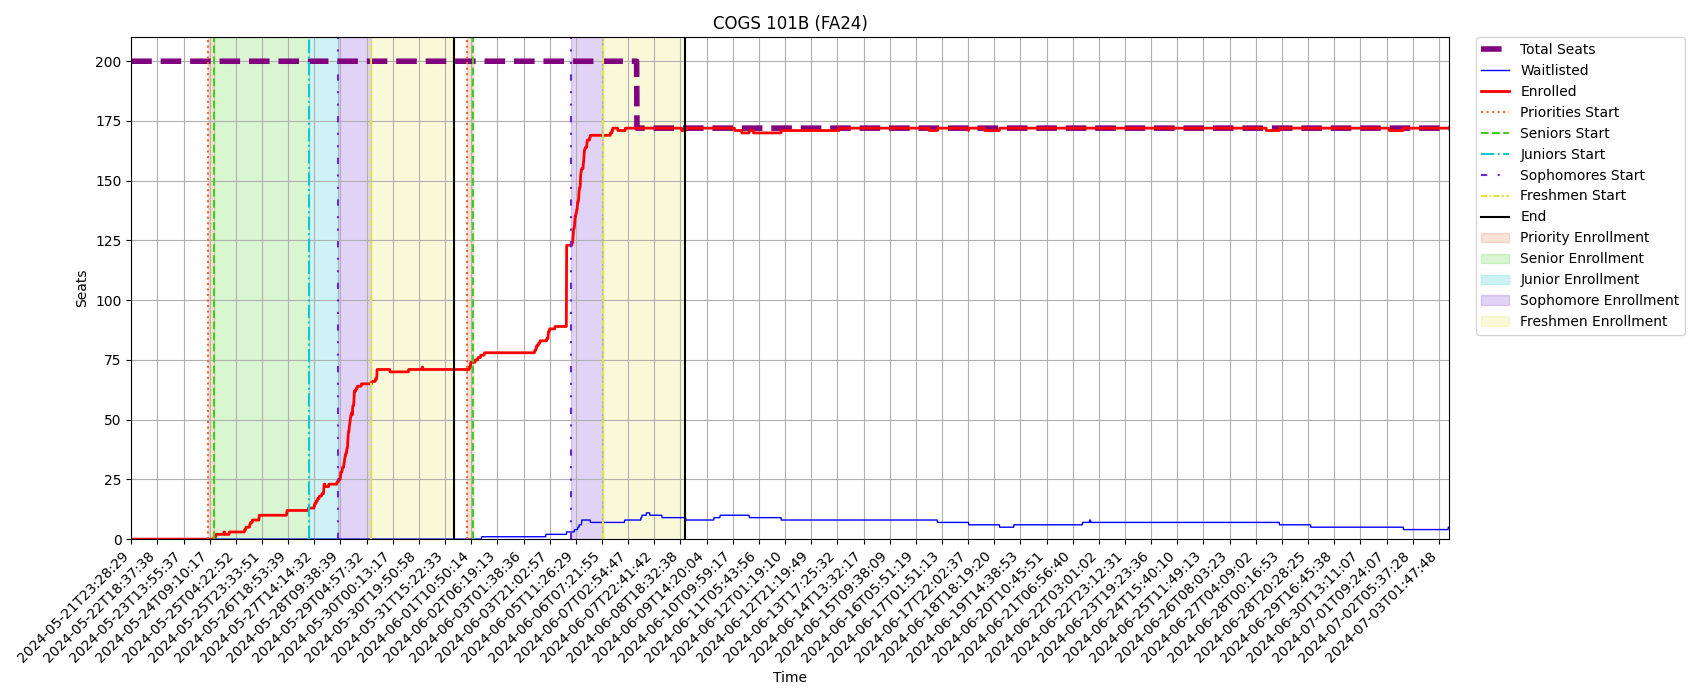 COGS 101B (FA24)
Seats
200
175
150
125
100
75
50
25
0
2024-05-21T23:28:29
2024-05-22T18:37:38
2024-05-23T13:55:37
2024-05-24T09:10:17
2024-05-25T04:22:52
2024-05-25T23:33:51
2024-05-26T18:53:39
2024-05-27T14:14:32
2024-05-28T09:38:39
2024-05-29T04:57:32
2024-05-30T00:13:17
2024-05-30T19:50:58
2024-05-31T15:22:33
2024-06-01T10:50:14
2024-06-02T06:19:13
2024-06-03T01:38:36
2024-06-03T21:02:57
2024-06-05T11:26:29
2024-06-06T07:21:55
2024-06-07T02:54:47
2024-06-07T22:41:42
2024-06-08T18:32:38
2024-06-09T14:20:04
2024-06-10T09:59:17
2024-06-11T05:43:56
2024-06-12T01:19:10
2024-06-12T21:19:49
2024-06-14T13:25:32
2024-06-14T17:32:17
2024-06-15T09:38:09
2024-06-16T05:51:19
2024-06-17T01:51:13
2024-06-17T22:02:37
2024-06-18T18:19:20
2024-06-19T14:38:53
2024-06-20T10:45:51
2024-06-21T06:56:40
2024-06-22T03:01:02
2024-06-22T23:12:31
2024-06-23T19:23:36
2024-06-24T15:40:10
2024-06-25T11:49:13
2024-06-26T08:03:23
2024-06-27T04:09:02
2024-06-28T00:16:53
2024-06-28T20:28:25
2024-06-29T16:45:38
2024-06-30T13:11:07
2024-07-01T09:24:07
2024-07-02T05:37:28
2024-07-03T01:47:48
Time
Total Seats
Waitlisted
Enrolled
Priorities Start
Seniors Start
Juniors Start
Sophomores Start
Freshmen Start
End
Priority Enrollment
Senior Enrollment
Junior Enrollment
Sophomore Enrollment
Freshmen Enrollment